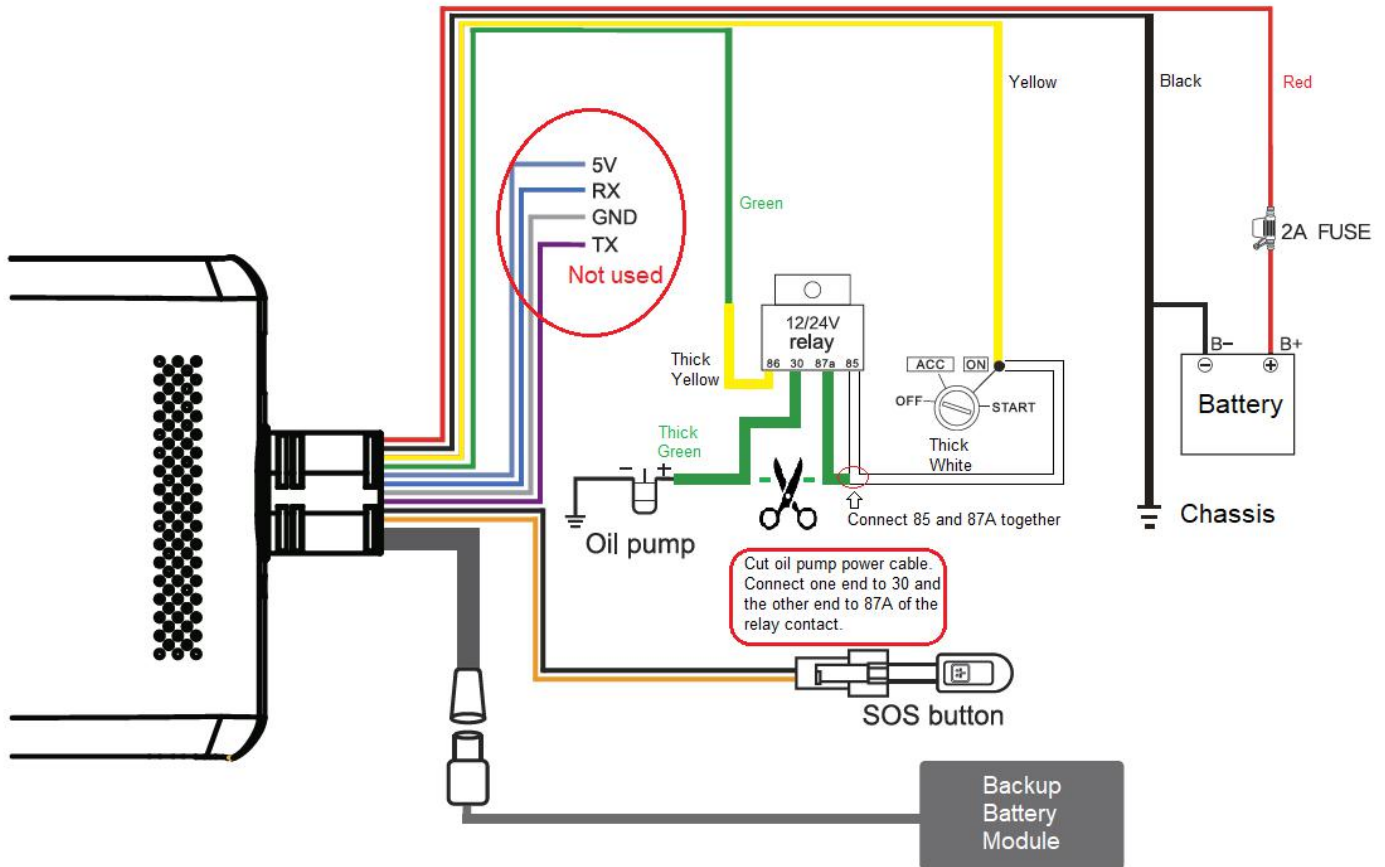 Yellow
Black
Red
5V
RX
GND
TX
Not used
Green
2A FUSE
12/24V
relay
86 30 87a 85
Thick
Yellow
ACC ON
OFF
START
Thick
White
B−
B+
Battery
Thick
Green
− +
Oil pump
Connect 85 and 87A together
Chassis
Cut oil pump power cable.
Connect one end to 30 and
the other end to 87A of the
relay contact.
SOS button
Backup
Battery
Module